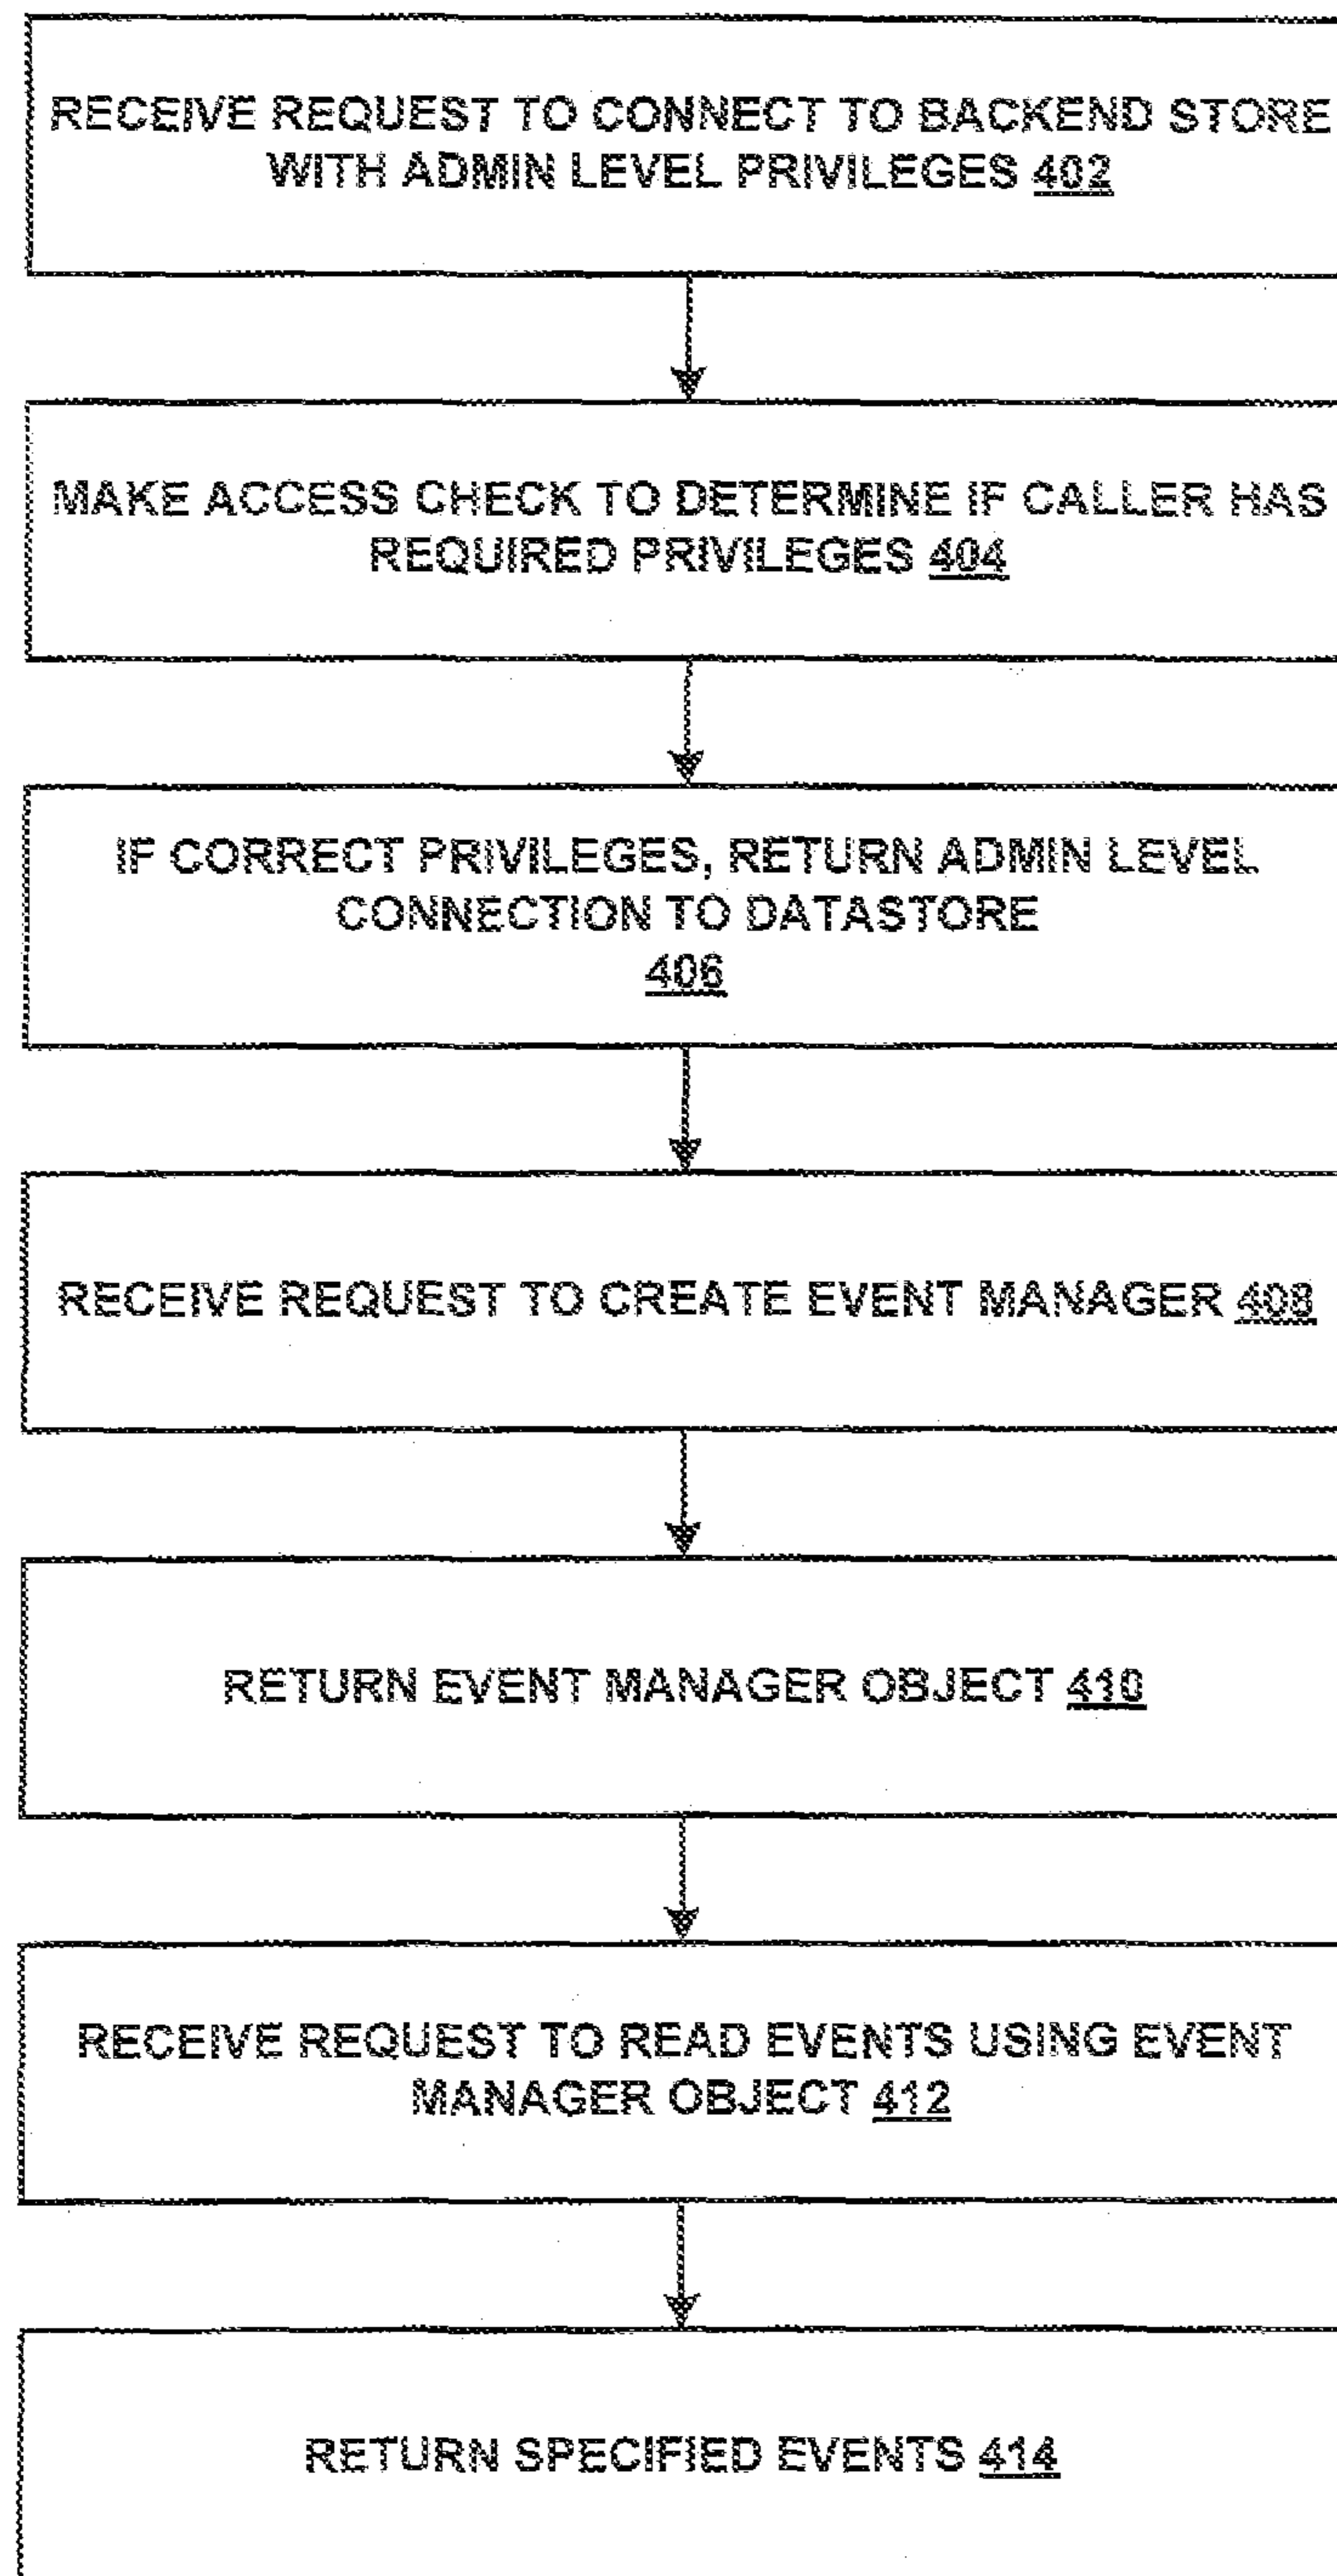 RECEIVE REQUEST TO CONNECT TO BACKEND STORE
WITH ADMIN LEVEL PRIVILEGES 402
MAKE ACCESS CHECK TO DETERMINE IF CALLER HAS
REQUIRED PRIVILEGES 404
IF CORRECT PRIVILEGES, RETURN ADMIN LEVEL
CONNECTION TO DATASTORE
406
RECEIVE REQUEST TO CREATE EVENT MANAGER 408
RETURN EVENT MANAGER OBJECT 410
RECEIVE REQUEST TO READ EVENTS USING EVENT
MANAGER OBJECT 412
RETURN SPECIFIED EVENTS 414